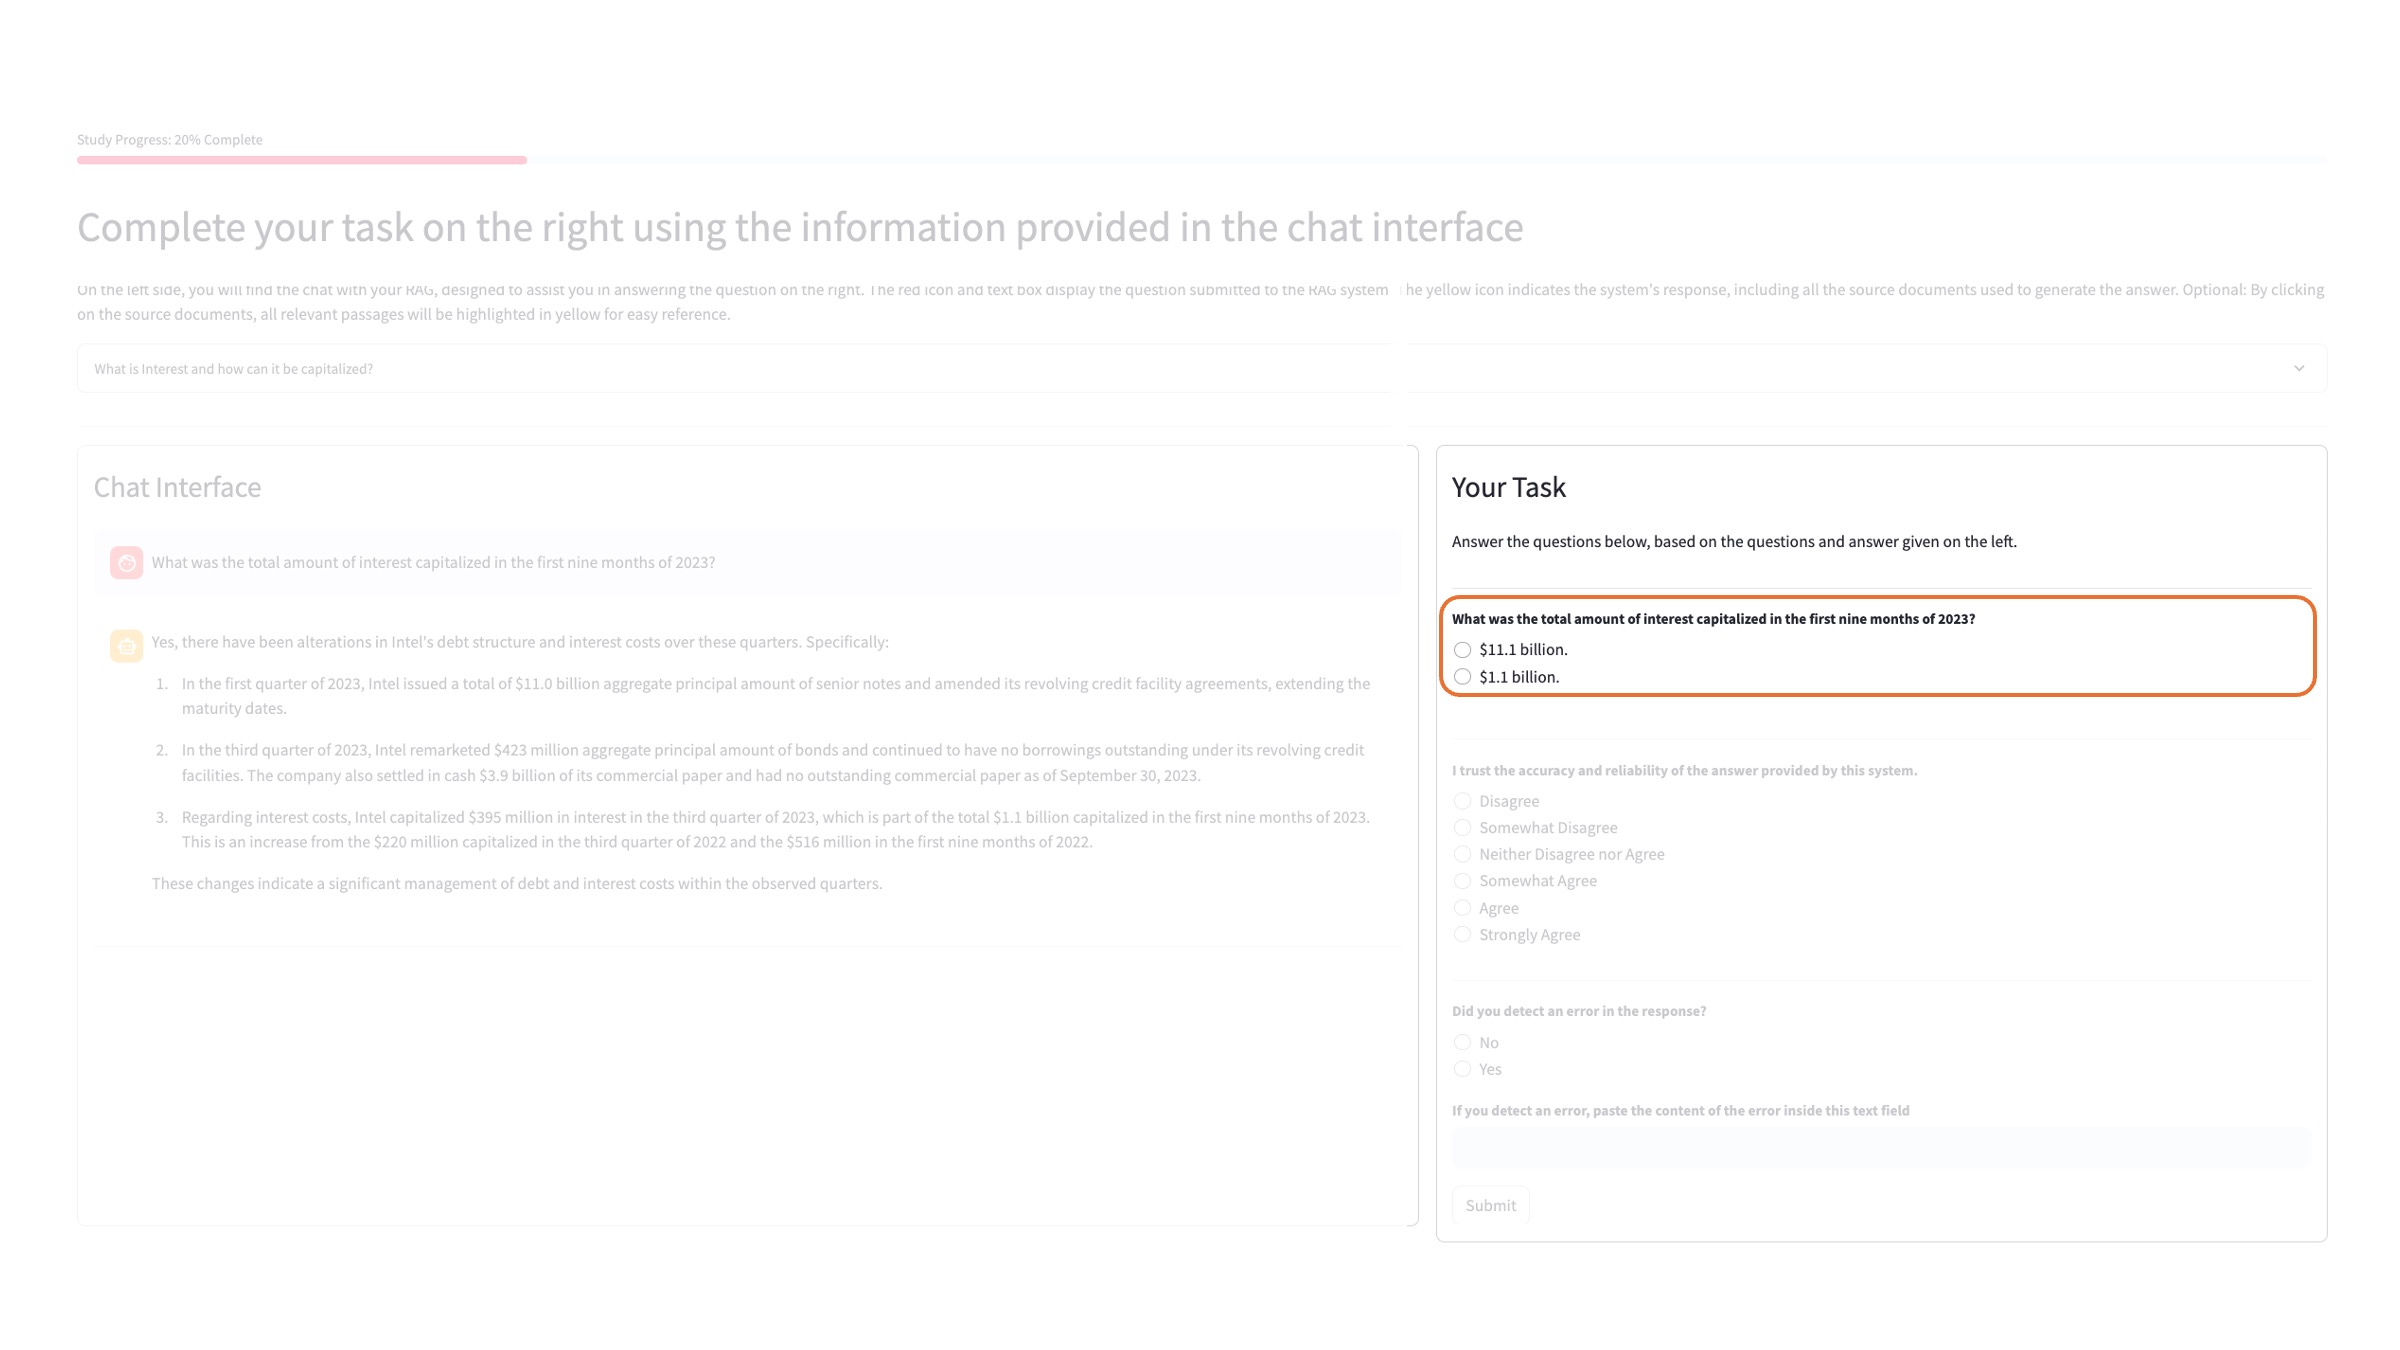 Study Progress: 20% Complete
Complete your task on the right using the information provided in the chat interface
On the left side, you will find the chat with your RAG, designed to assist you in answering the question on the right. The red icon and text box display the question submitted to the RAG system he yellow icon indicates the system's response, including all the source documents used to generate the answer. Optional: By clicking
on the source documents, all relevant passages will be highlighted in yellow for easy reference.
What is Interest and how can it be capitalized?
Chat Interface
What was the total amount of interest capitalized in the first nine months of 2023?
Yes, there have been alterations in Intel's debt structure and interest costs over these quarters. Specifically:
1. In the first quarter of 2023, Intel issued a total of $11.0 billion aggregate principal amount of senior notes and amended its revolving credit facility agreements, extending the
maturity dates.
2. In the third quarter of 2023, Intel remarketed $423 million aggregate principal amount of bonds and continued to have no borrowings outstanding under its revolving credit
facilities. The company also settled in cash $3.9 billion of its commercial paper and had no outstanding commercial paper as of September 30, 2023.
3. Regarding interest costs, Intel capitalized $395 million in interest in the third quarter of 2023, which is part of the total $1.1 billion capitalized in the first nine months of 2023.
This is an increase from the $220 million capitalized in the third quarter of 2022 and the $516 million in the first nine months of 2022.
These changes indicate a significant management of debt and interest costs within the observed quarters.
Your Task
Answer the questions below, based on the questions and answer given on the left.
What was the total amount of interest capitalized in the first nine months of 2023?
$11.1 billion.
$1.1 billion.
I trust the accuracy and reliability of the answer provided by this system.
Disagree
Somewhat Disagree
Neither Disagree nor Agree
Somewhat Agree
Agree
Strongly Agree
Did you detect an error in the response?
No
Yes
If you detect an error, paste the content of the error inside this text field
Submit